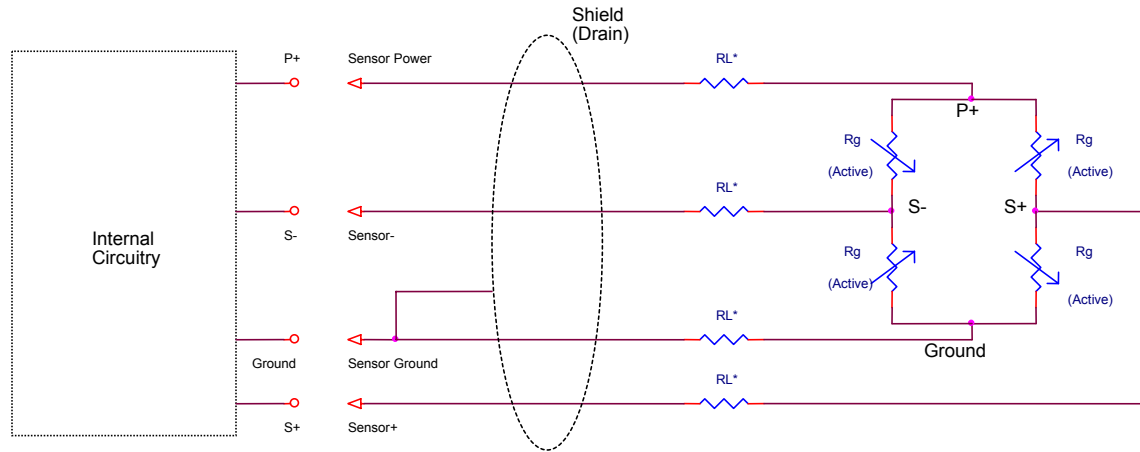 Shield
(Drain)
P+
Sensor Power
RL*
P+
Rg
(Active)
Rg
(Active)
RL*
S-
S+
S-
Sensor-
Internal
Circuitry
Rg
(Active)
Rg
(Active)
RL*
Ground
Ground
Sensor Ground
RL*
S+
Sensor+